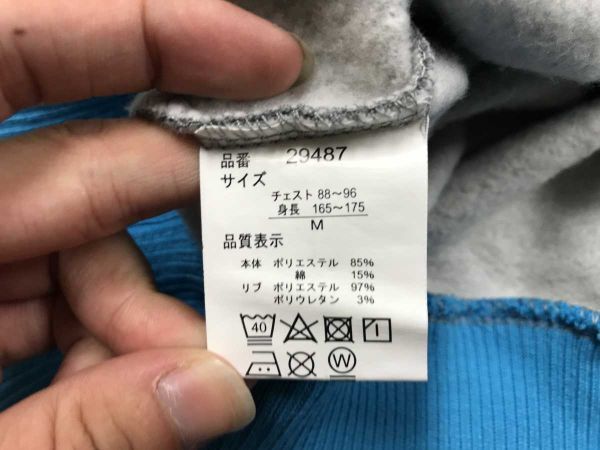 品番 29487
サイズ
チェスト 88～96
身長 165～175
M
品質表示
本体 ポリエステル 85%
綿 15%
リブ ポリエステル 97%
ポリウレタン 3%
40
W